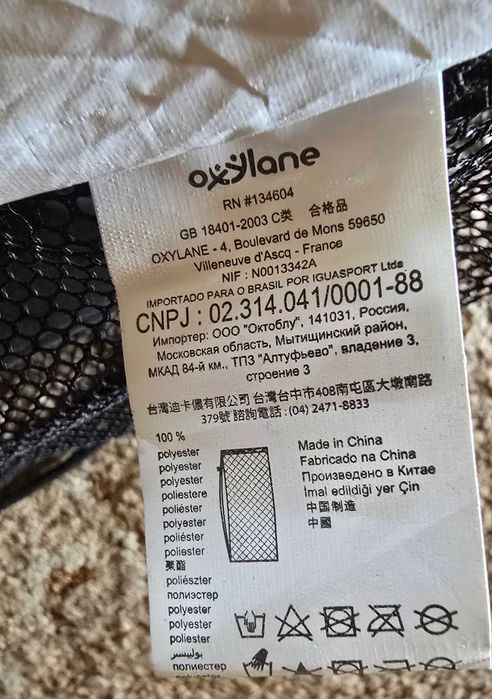 oxylane
RN #134604
GB 18401-2003 C类 合格品
OXYLANE - 4, Boulevard de Mons 59650
Villeneuve d'Ascq - France
NIF : N0013342A
IMPORTADO PARA O BRASIL POR IGUASPORT Ltda
CNPJ : 02.314.041/0001-88
Импортер: ООО "Октоблу", 141031, Россия,
Московская область, Мытищинский район,
МКАД 84-й км., ТПЗ "Алтуфьево", владение 3,
строение 3
台灣迪卡儂有限公司 台灣台中市408南屯區大墩南路
379號 諮詢電話:(04) 2471-8833
100 %
polyester
polyester
polyester
poliestere
poliéster
polyester
poliéster
poliester
聚酯
poliészter
полиэстер
polyester
polyester
poliester
بوليستر
полиестер
Made in China
Fabricado na China
Произведено в Китае
İmal edildiği yer Çin
中国制造
中國